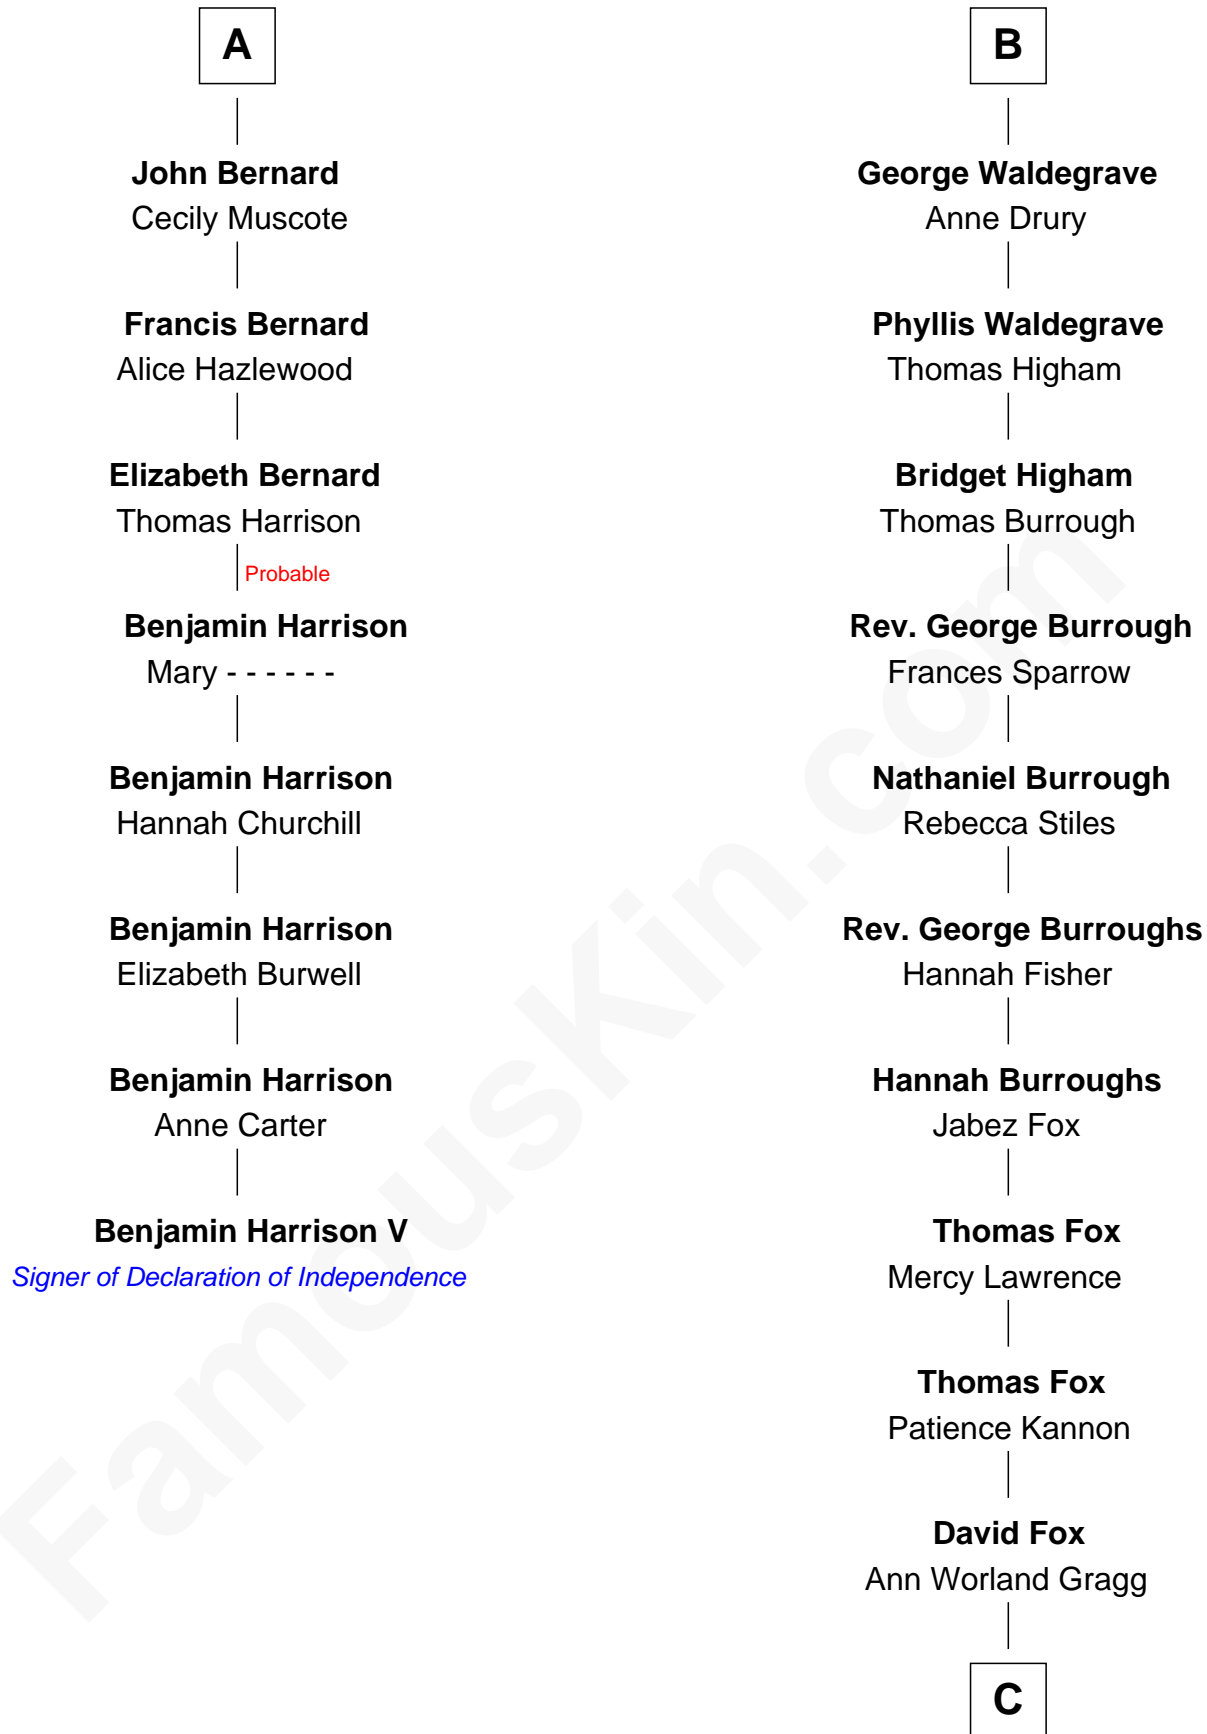 A
John Bernard
Cecily Muscote
Francis Bernard
Alice Hazlewood
Elizabeth Bernard
Thomas Harrison
Probable
Benjamin Harrison
Mary - - - - - -
Benjamin Harrison
Hannah Churchill
Benjamin Harrison
Elizabeth Burwell
Benjamin Harrison
Anne Carter
Benjamin Harrison V
Signer of Declaration of Independence
B
George Waldegrave
Anne Drury
Phyllis Waldegrave
Thomas Higham
Bridget Higham
Thomas Burrough
Rev. George Burrough
Frances Sparrow
Nathaniel Burrough
Rebecca Stiles
Rev. George Burroughs
Hannah Fisher
Hannah Burroughs
Jabez Fox
Thomas Fox
Mercy Lawrence
Thomas Fox
Patience Kannon
David Fox
Ann Worland Gragg
C
FamousKin.com